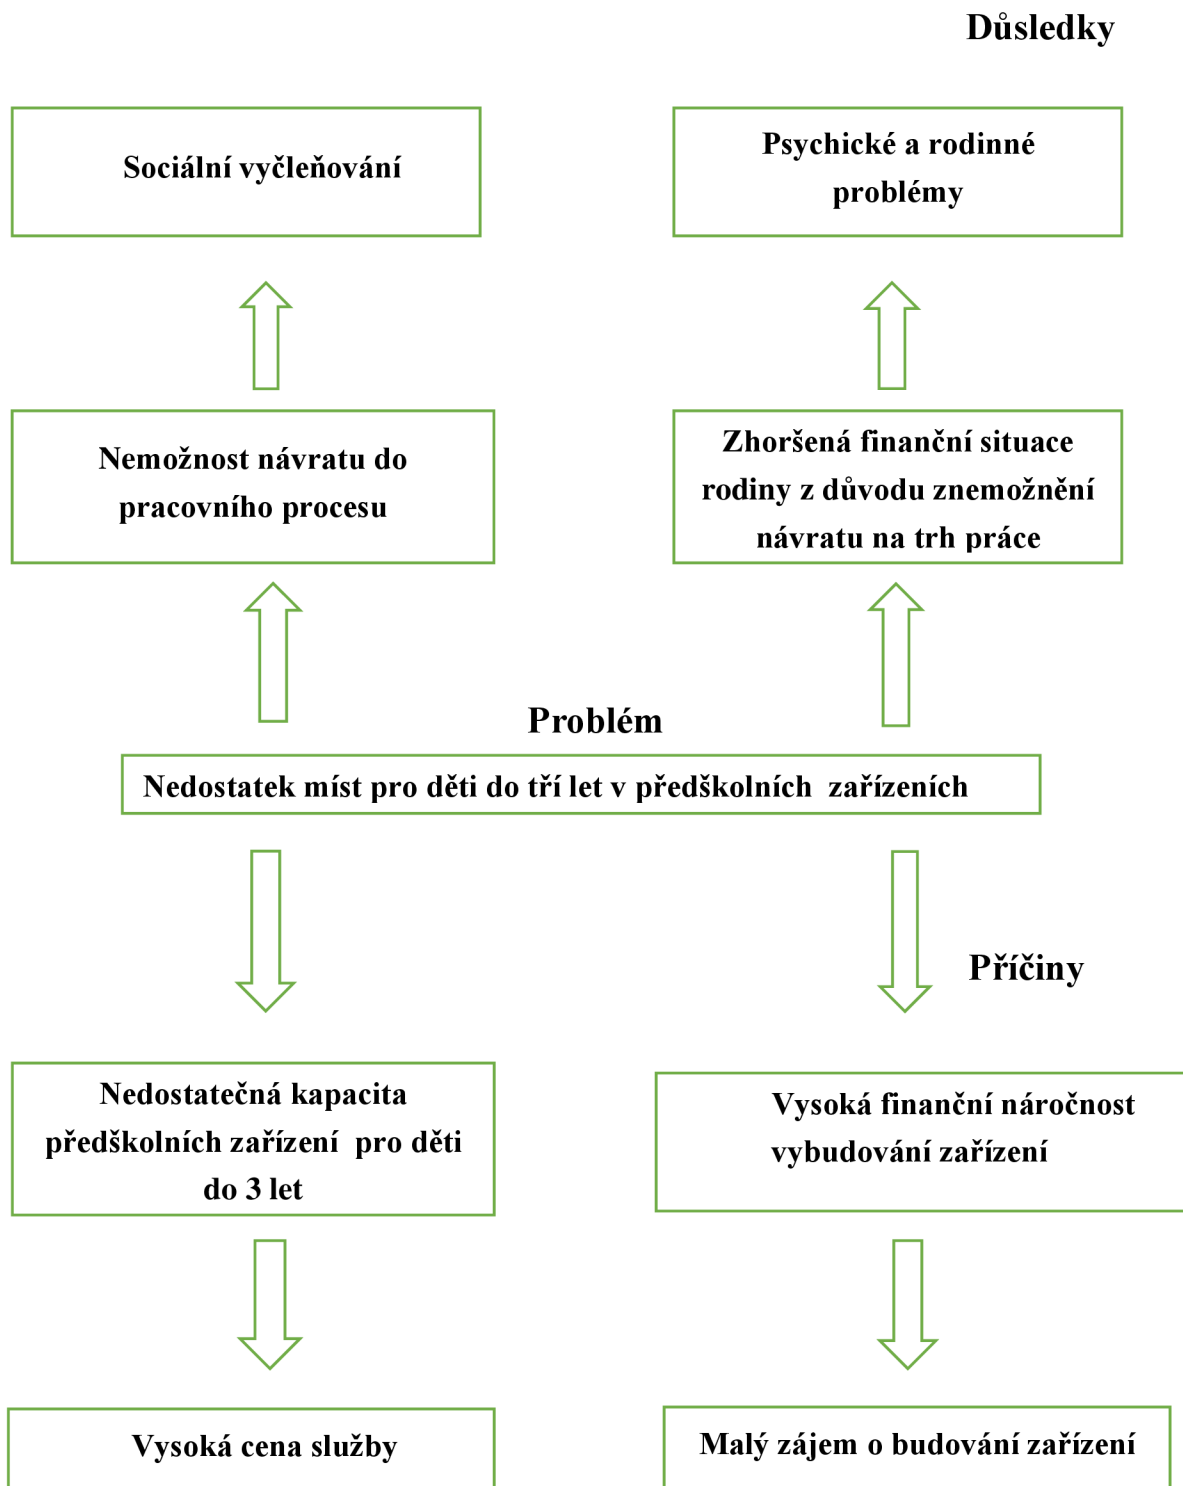 Důsledky
Sociální vyčleňování
Psychické a rodinné
problémy
Nemožnost návratu do
pracovního procesu
Zhoršená finanční situace
rodiny z důvodu znemožnění
návratu na trh práce
Problém
Nedostatek míst pro děti do tří let v předškolních zařízeních
Příčiny
Nedostatečná kapacita
předškolních zařízení pro děti
do 3 let
Vysoká finanční náročnost
vybudování zařízení
Vysoká cena služby
Malý zájem o budování zařízení